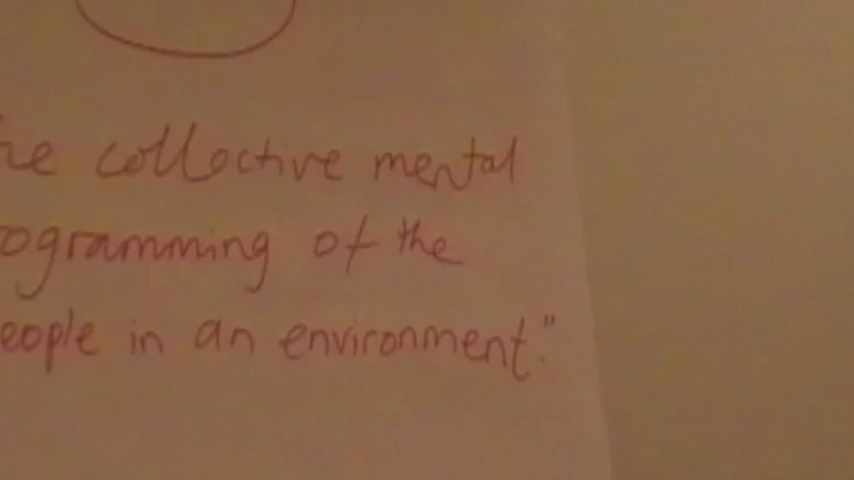 he collective mental
ogramming of the
eople in an environment."